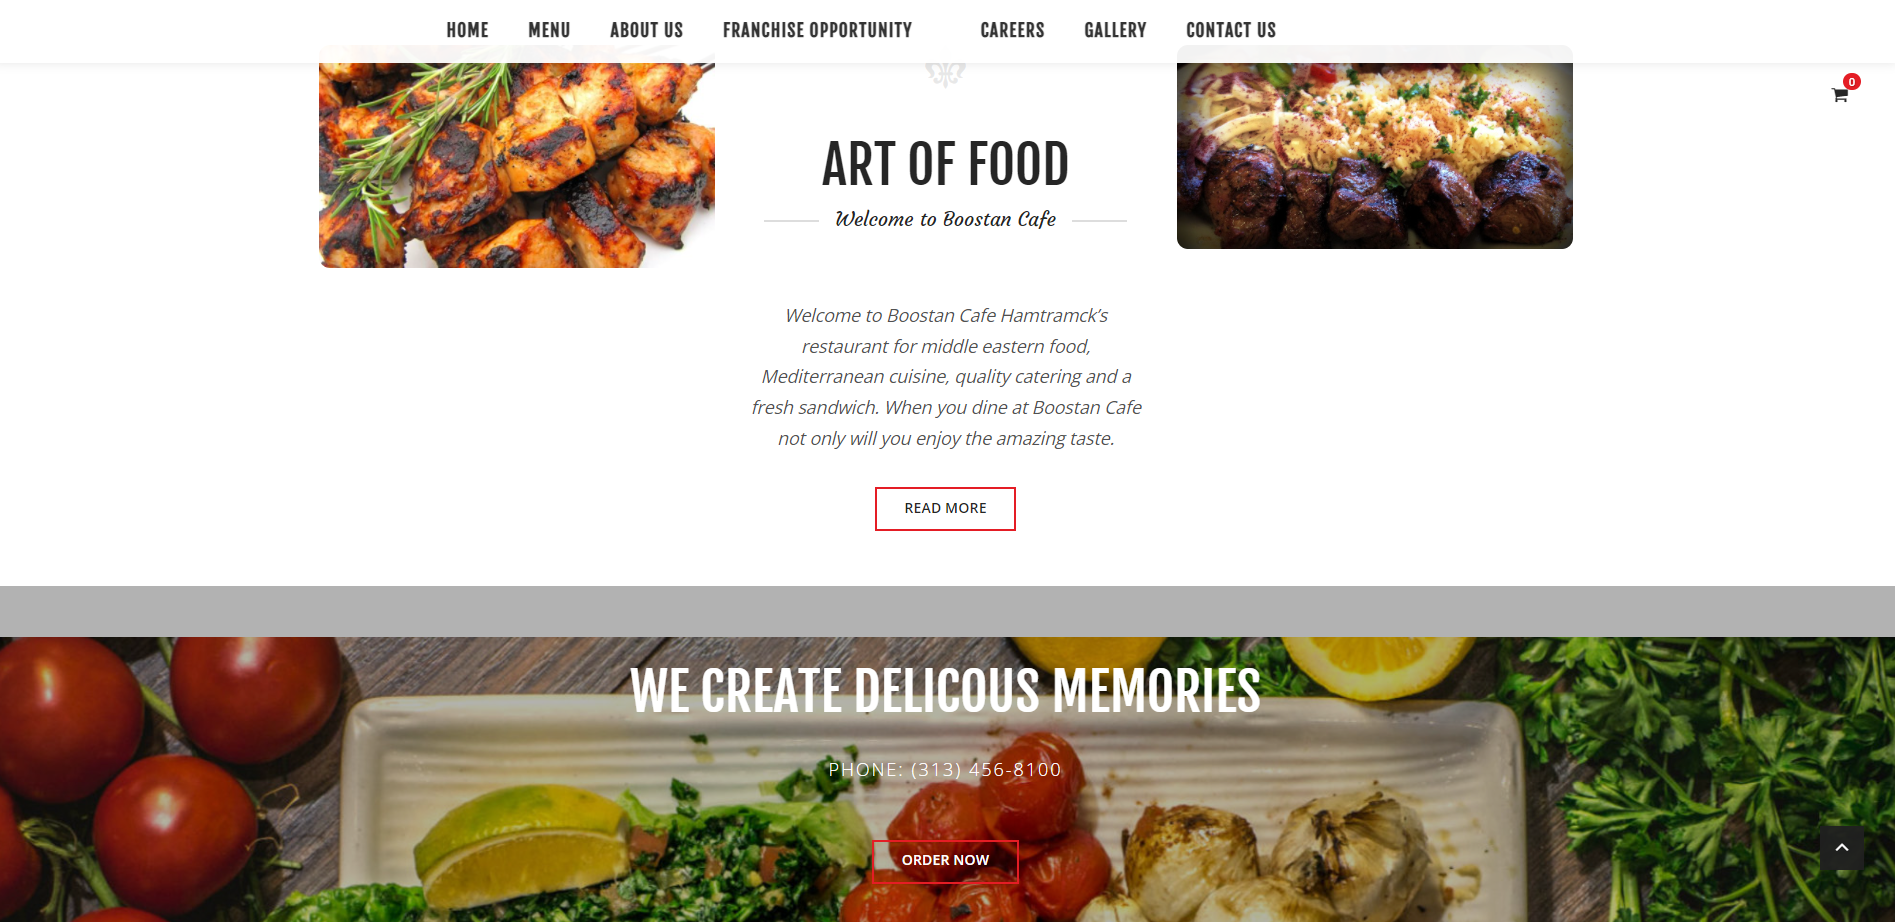 HOME MENU ABOUT US FRANCHISE OPPORTUNITY CAREERS GALLERY CONTACT US
0
ART OF FOOD
Welcome to Boostan Cafe
Welcome to Boostan Cafe Hamtramck’s
restaurant for middle eastern food,
Mediterranean cuisine, quality catering and a
fresh sandwich. When you dine at Boostan Cafe
not only will you enjoy the amazing taste.
READ MORE
WE CREATE DELICOUS MEMORIES
PHONE: (313) 456-8100
ORDER NOW